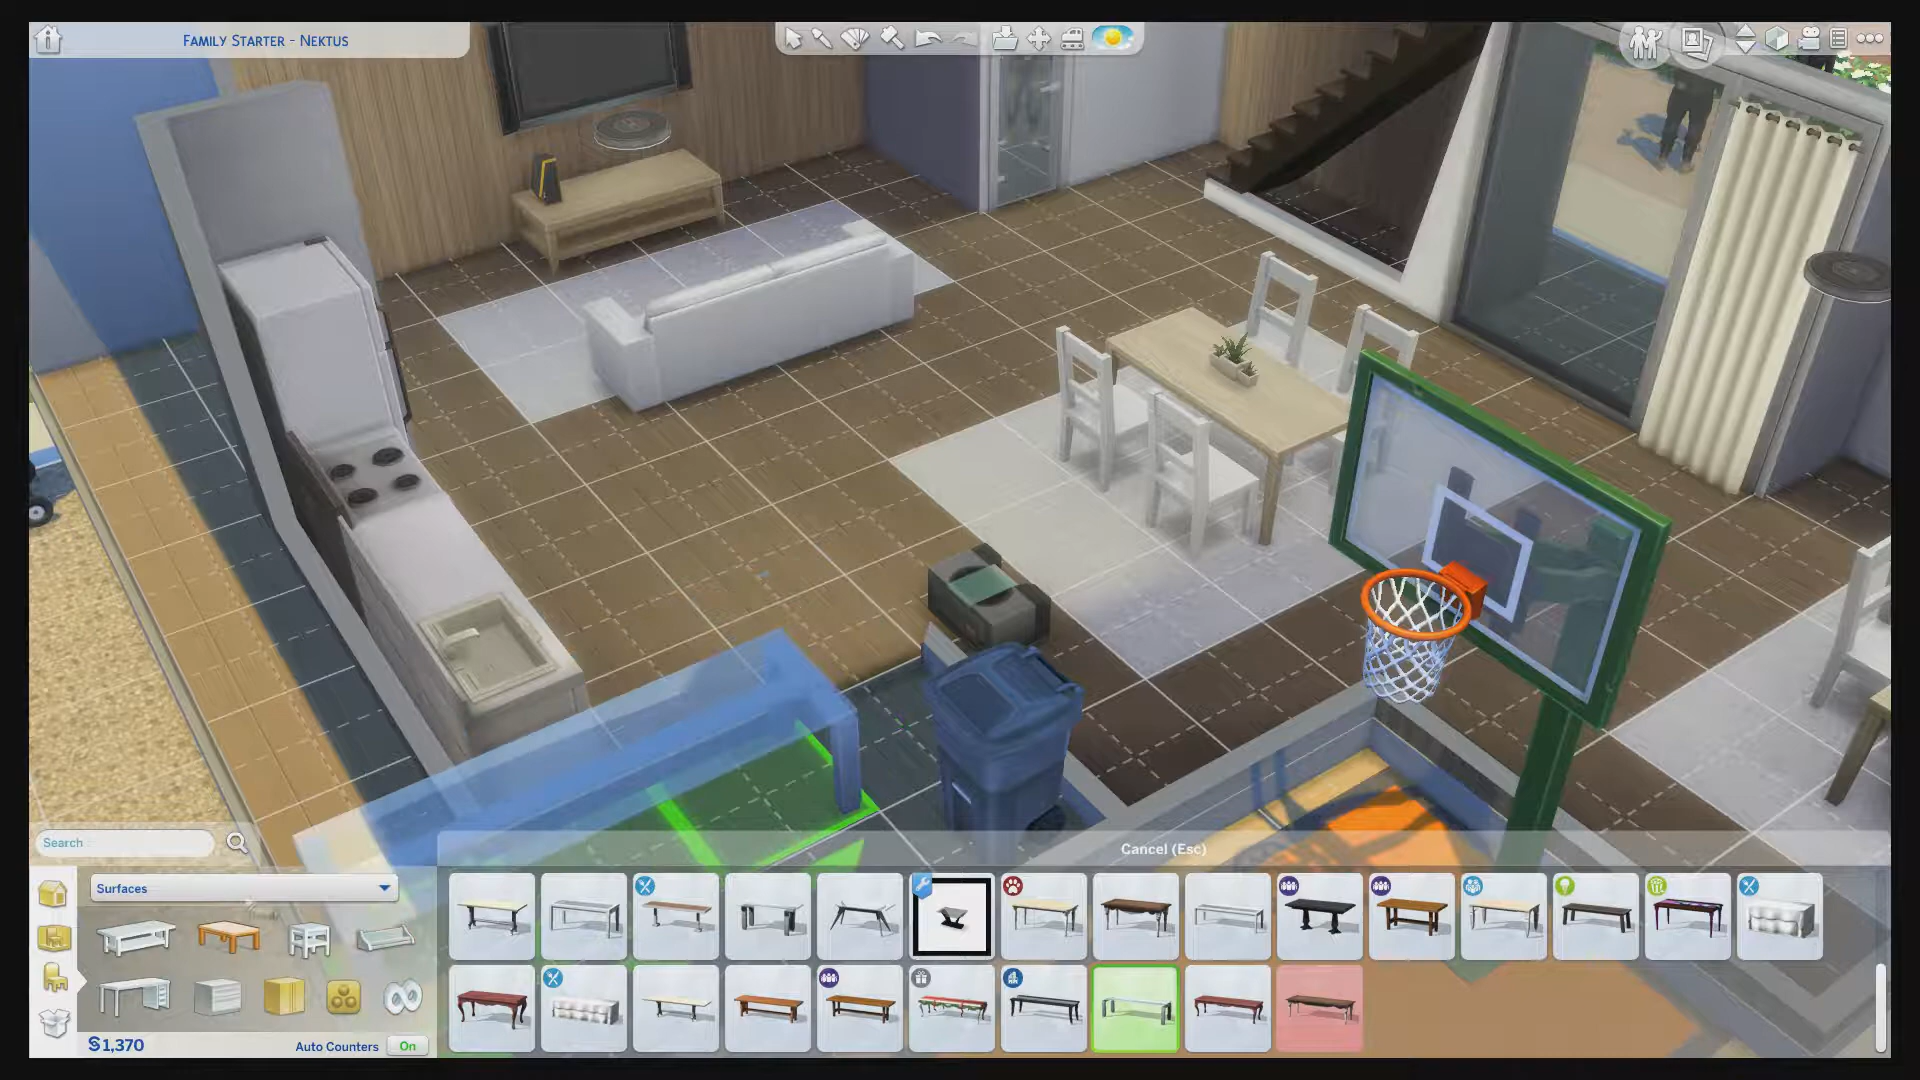 Family Starter - Nektus
Search
Cancel (Esc)
Surfaces
§1,370
Auto Counters
On